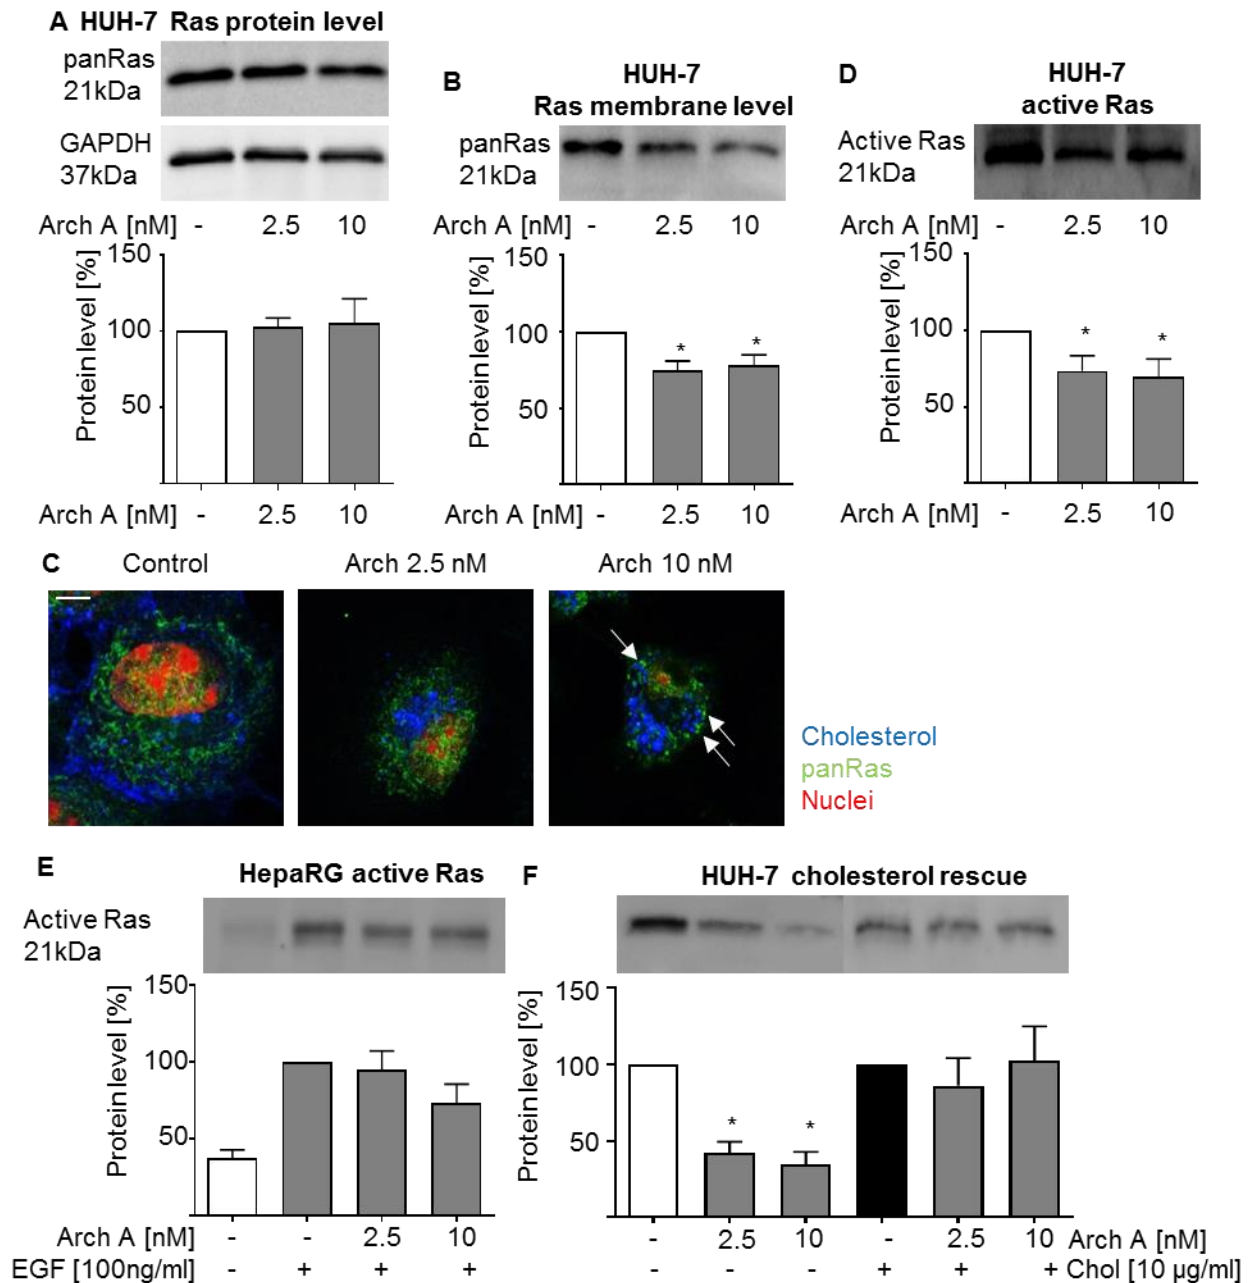 A HUH-7 Ras protein level
panRas
21kDa
GAPDH
37kDa
Arch A [nM] - 2.5 10
150
100
50
Protein level [%]
Arch A [nM] - 2.5 10
B
HUH-7
Ras membrane level
panRas
21kDa
Arch A [nM] - 2.5 10
150
100
50
Protein level [%]
* *
Arch A [nM] - 2.5 10
D
HUH-7
active Ras
Active Ras
21kDa
Arch A [nM] - 2.5 10
150
100
50
Protein level [%]
* *
Arch A [nM] - 2.5 10
C
Control
Arch 2.5 nM
Arch 10 nM
Cholesterol
panRas
Nuclei
E
HepaRG active Ras
Active Ras
21kDa
150
100
50
Protein level [%]
Arch A [nM] - - 2.5 10
EGF [100ng/ml] - + + +
F
HUH-7 cholesterol rescue
150
100
50
Protein level [%]
* *
- 2.5 10 - 2.5 10 Arch A [nM]
- - - + + + Chol [10 µg/ml]